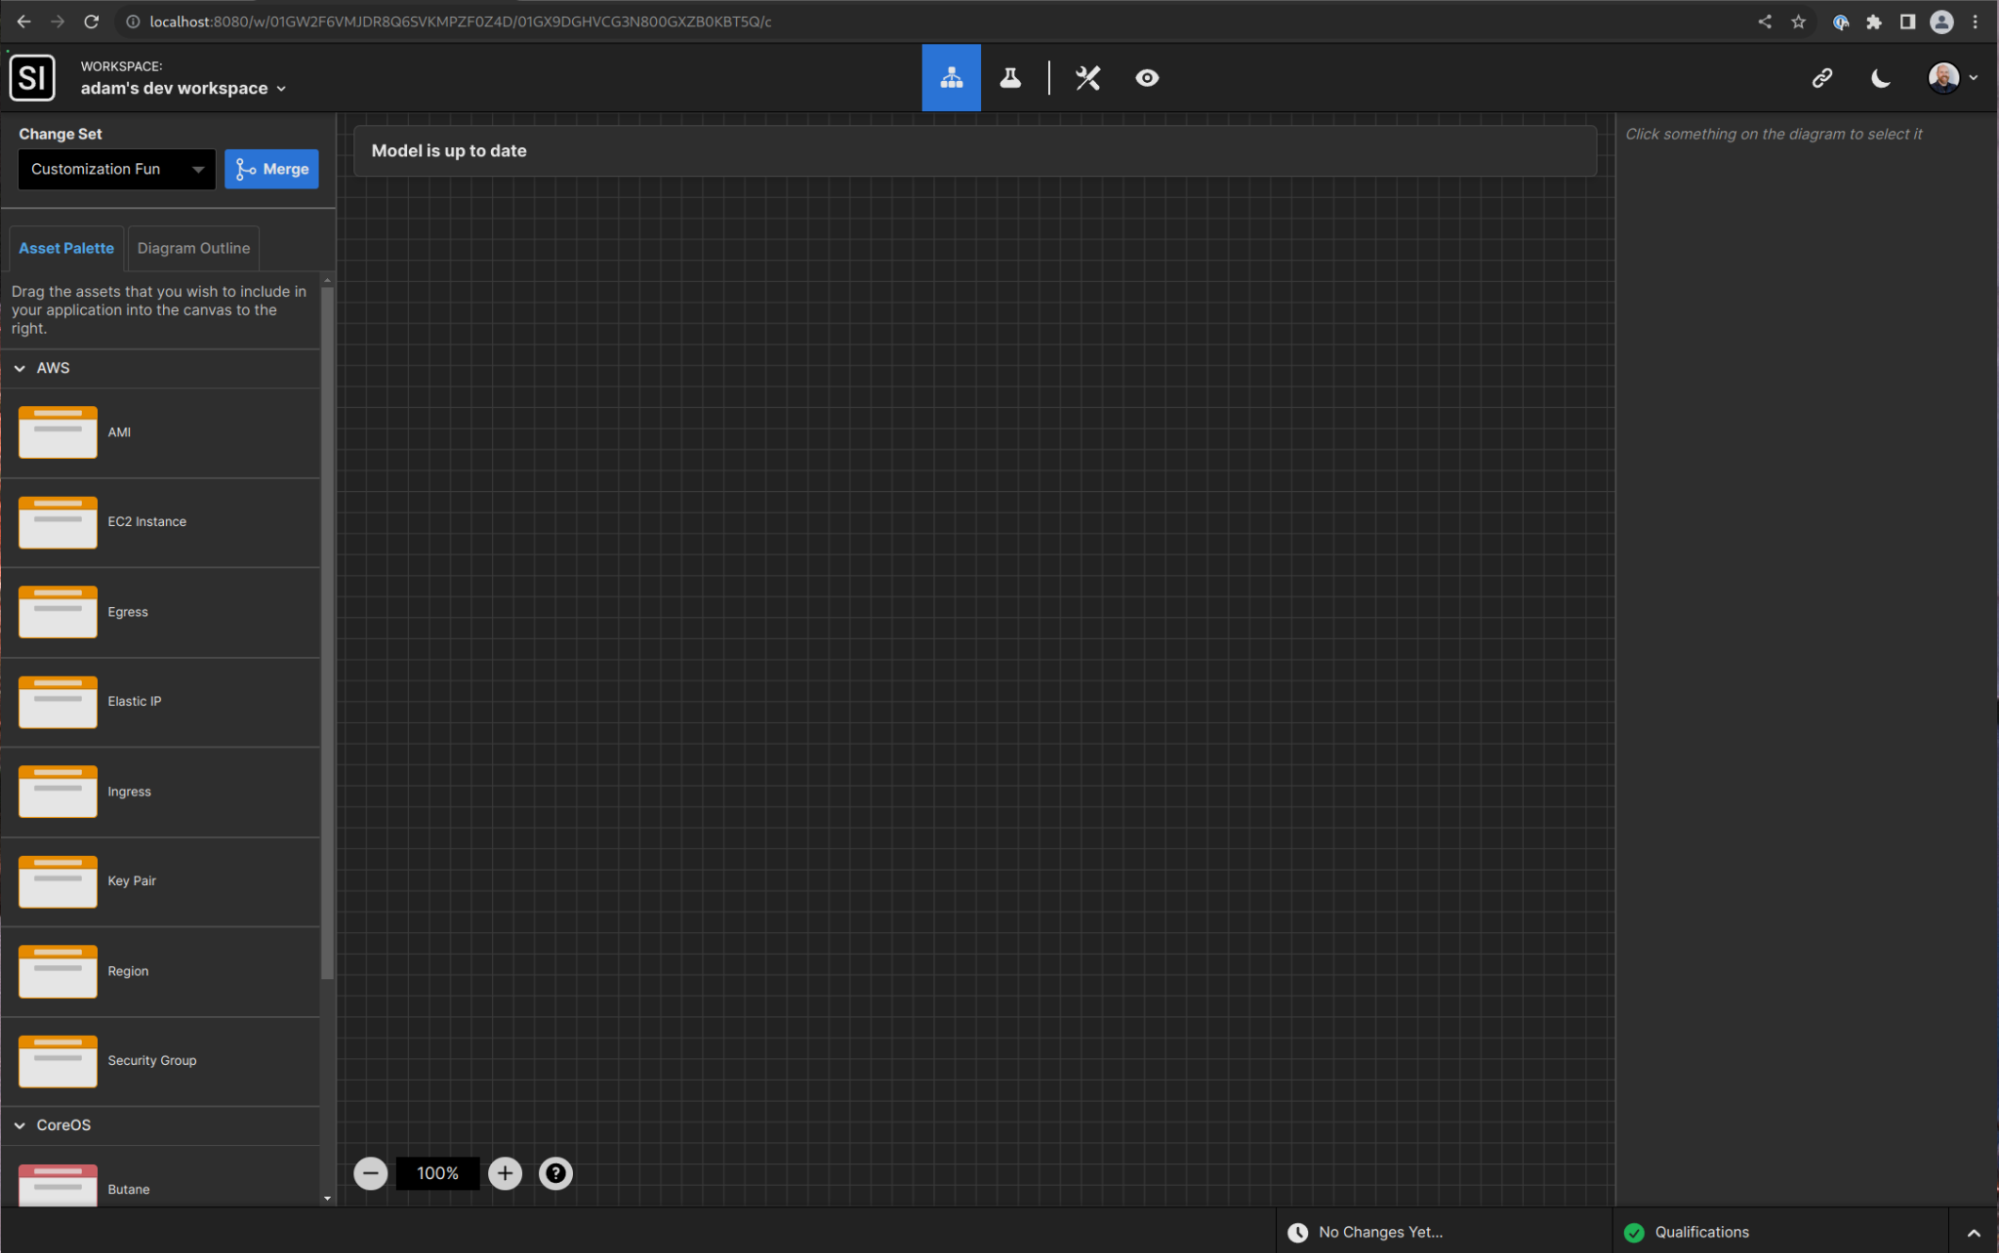 localhost:8080/w/01GW2F6VMJDR8Q6SVKMPZF0Z4D/01GX9DGHVCG3N800GXZB0KBT5Q/c
SI
WORKSPACE:
adam's dev workspace
Change Set
Customization Fun
Merge
Asset Palette
Diagram Outline
Drag the assets that you wish to include in
your application into the canvas to the
right.
AWS
AMI
EC2 Instance
Egress
Elastic IP
Ingress
Key Pair
Region
Security Group
CoreOS
Butane
Model is up to date
100%
?
Click something on the diagram to select it
No Changes Yet...
Qualifications